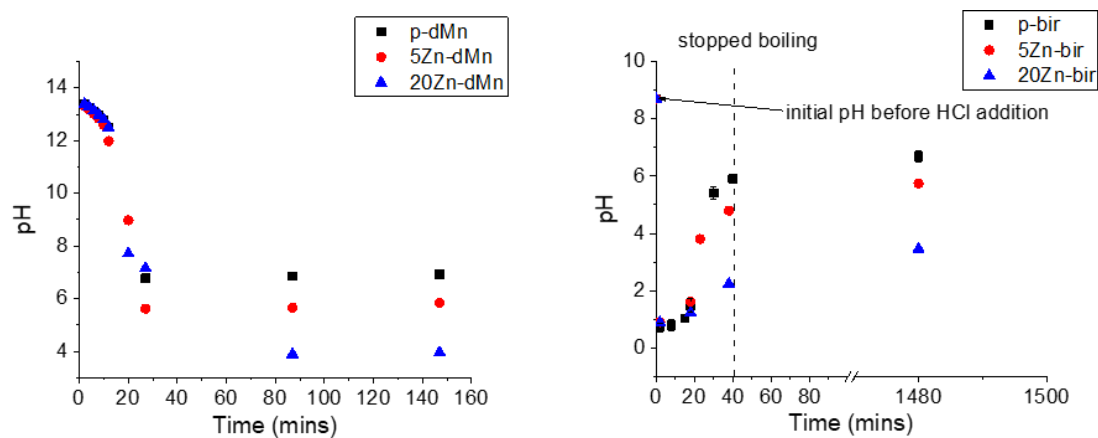 p-dMn
5Zn-dMn
20Zn-dMn
14
12
10
8
6
4
pH
0 20 40 60 80 100 120 140 160
Time (mins)
p-bir
5Zn-bir
20Zn-bir
stopped boiling
initial pH before HCl addition
10
8
6
4
2
0
pH
0 20 40 60 80 1480 1500
Time (mins)